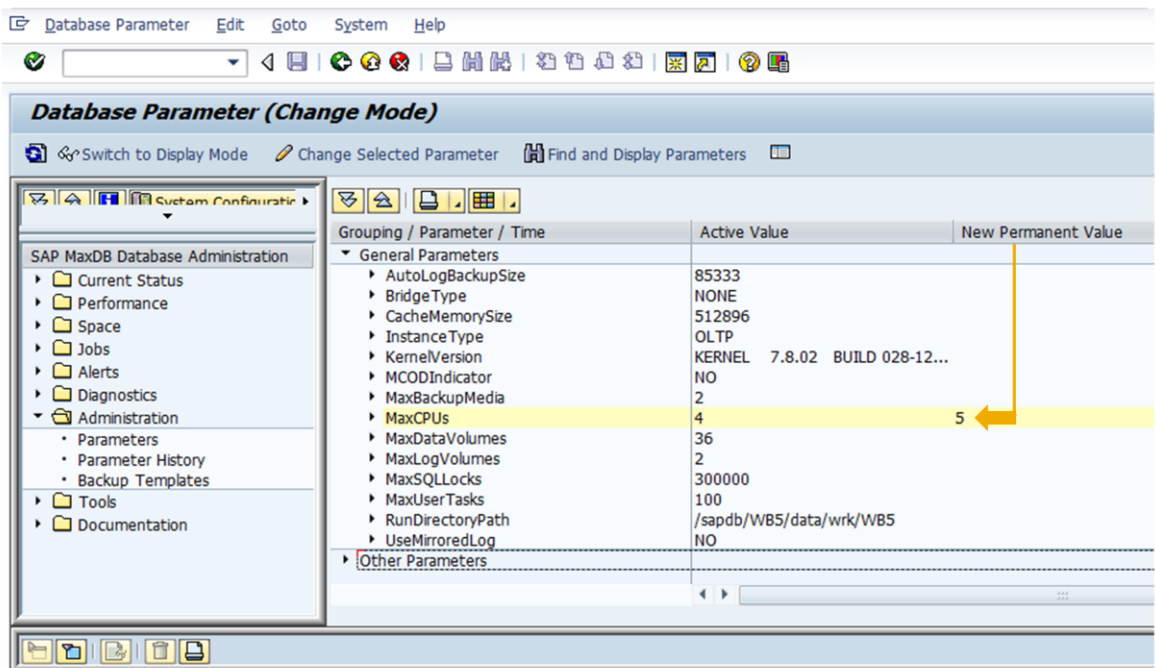 Database Parameter Edit Goto System Help
Database Parameter (Change Mode)
Switch to Display Mode Change Selected Parameter Find and Display Parameters
System Configuratic
SAP MaxDB Database Administration
Current Status
Performance
Space
Jobs
Alerts
Diagnostics
Administration
Parameters
Parameter History
Backup Templates
Tools
Documentation
Grouping / Parameter / Time Active Value New Permanent Value
General Parameters
AutoLogBackupSize 85333
BridgeType NONE
CacheMemorySize 512896
InstanceType OLTP
KernelVersion KERNEL 7.8.02 BUILD 028-12...
MCODIndicator NO
MaxBackupMedia 2
MaxCPUs 4 5
MaxDataVolumes 36
MaxLogVolumes 2
MaxSQLLocks 300000
MaxUserTasks 100
RunDirectoryPath /sapdb/WB5/data/wrk/WB5
UseMirroredLog NO
Other Parameters